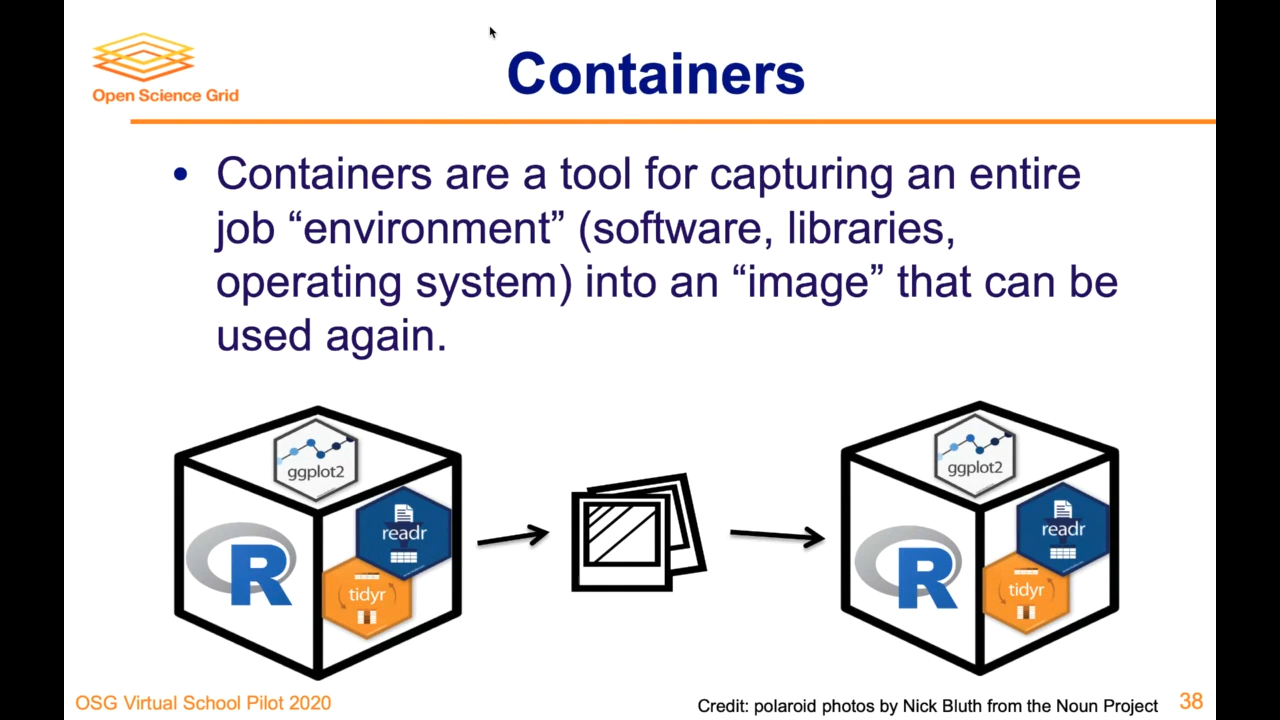 Open Science Grid
Containers
• Containers are a tool for capturing an entire
job “environment” (software, libraries,
operating system) into an “image” that can be
used again.
ggplot2
readr
R
tidyr
ggplot2
readr
R
tidyr
OSG Virtual School Pilot 2020
Credit: polaroid photos by Nick Bluth from the Noun Project
38